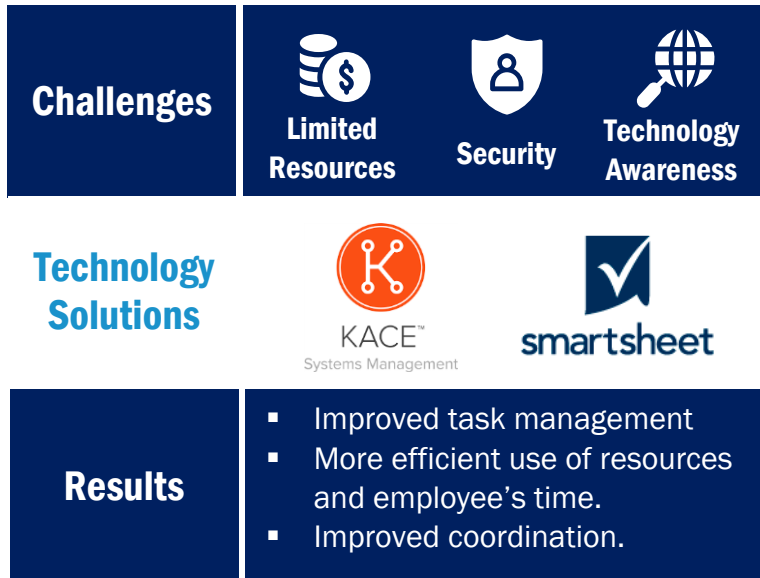 Challenges
Limited
Resources
Security
Technology
Awareness
Technology
Solutions
KACE™
Systems Management
smartsheet
Results
▪ Improved task management
▪ More efficient use of resources
and employee's time.
▪ Improved coordination.